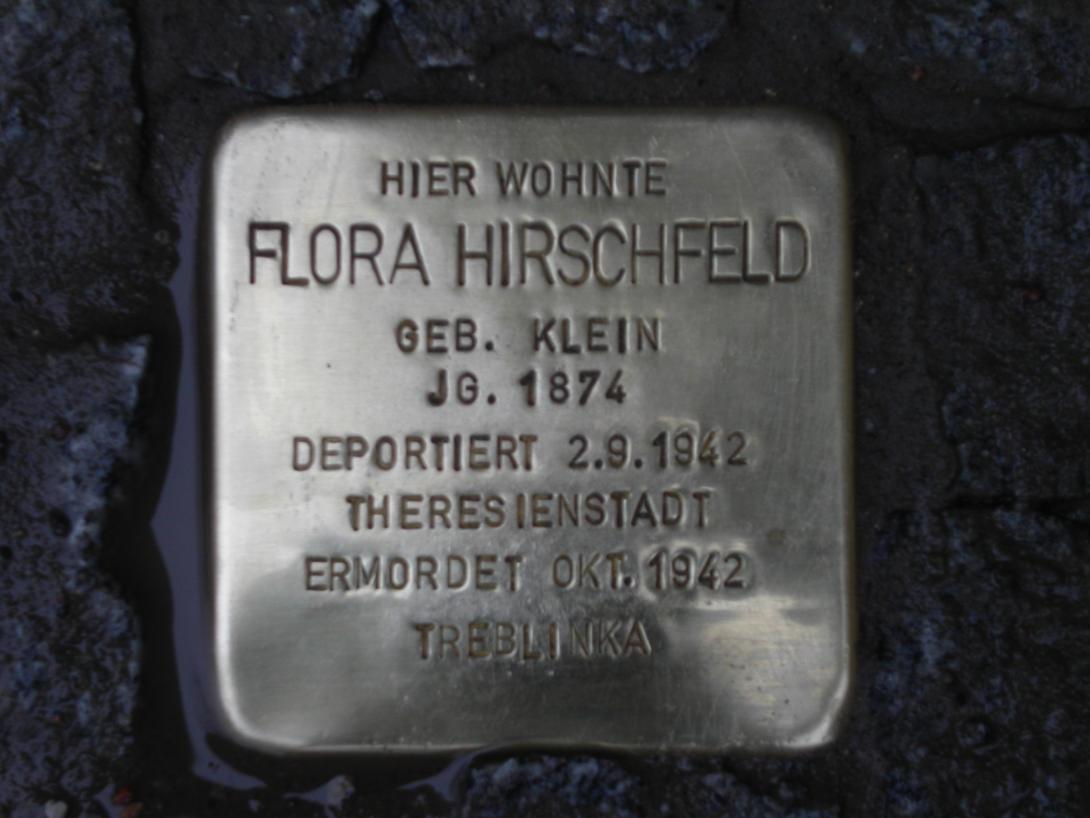 HIER WOHNTE
FLORA HIRSCHFELD
GEB. KLEIN
JG. 1874
DEPORTIERT 2.9.1942
THERESIENSTADT
ERMORDET OKT. 1942
TREBLINKA